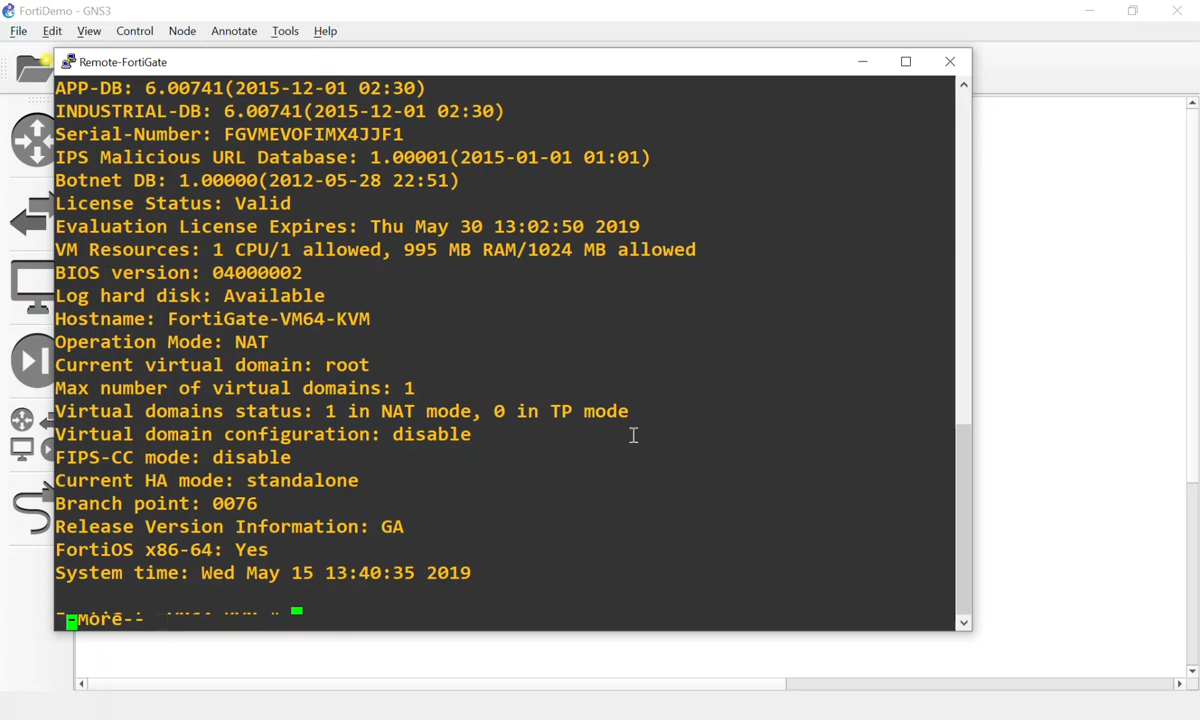 FortiDemo - GNS3
File Edit View Control Node Annotate Tools Help
Remote-FortiGate
APP-DB: 6.00741(2015-12-01 02:30)
INDUSTRIAL-DB: 6.00741(2015-12-01 02:30)
Serial-Number: FGVMEVOFIMX4JJF1
IPS Malicious URL Database: 1.00001(2015-01-01 01:01)
Botnet DB: 1.00000(2012-05-28 22:51)
License Status: Valid
Evaluation License Expires: Thu May 30 13:02:50 2019
VM Resources: 1 CPU/1 allowed, 995 MB RAM/1024 MB allowed
BIOS version: 04000002
Log hard disk: Available
Hostname: FortiGate-VM64-KVM
Operation Mode: NAT
Current virtual domain: root
Max number of virtual domains: 1
Virtual domains status: 1 in NAT mode, 0 in TP mode
Virtual domain configuration: disable
FIPS-CC mode: disable
Current HA mode: standalone
Branch point: 0076
Release Version Information: GA
FortiOS x86-64: Yes
System time: Wed May 15 13:40:35 2019
--More--